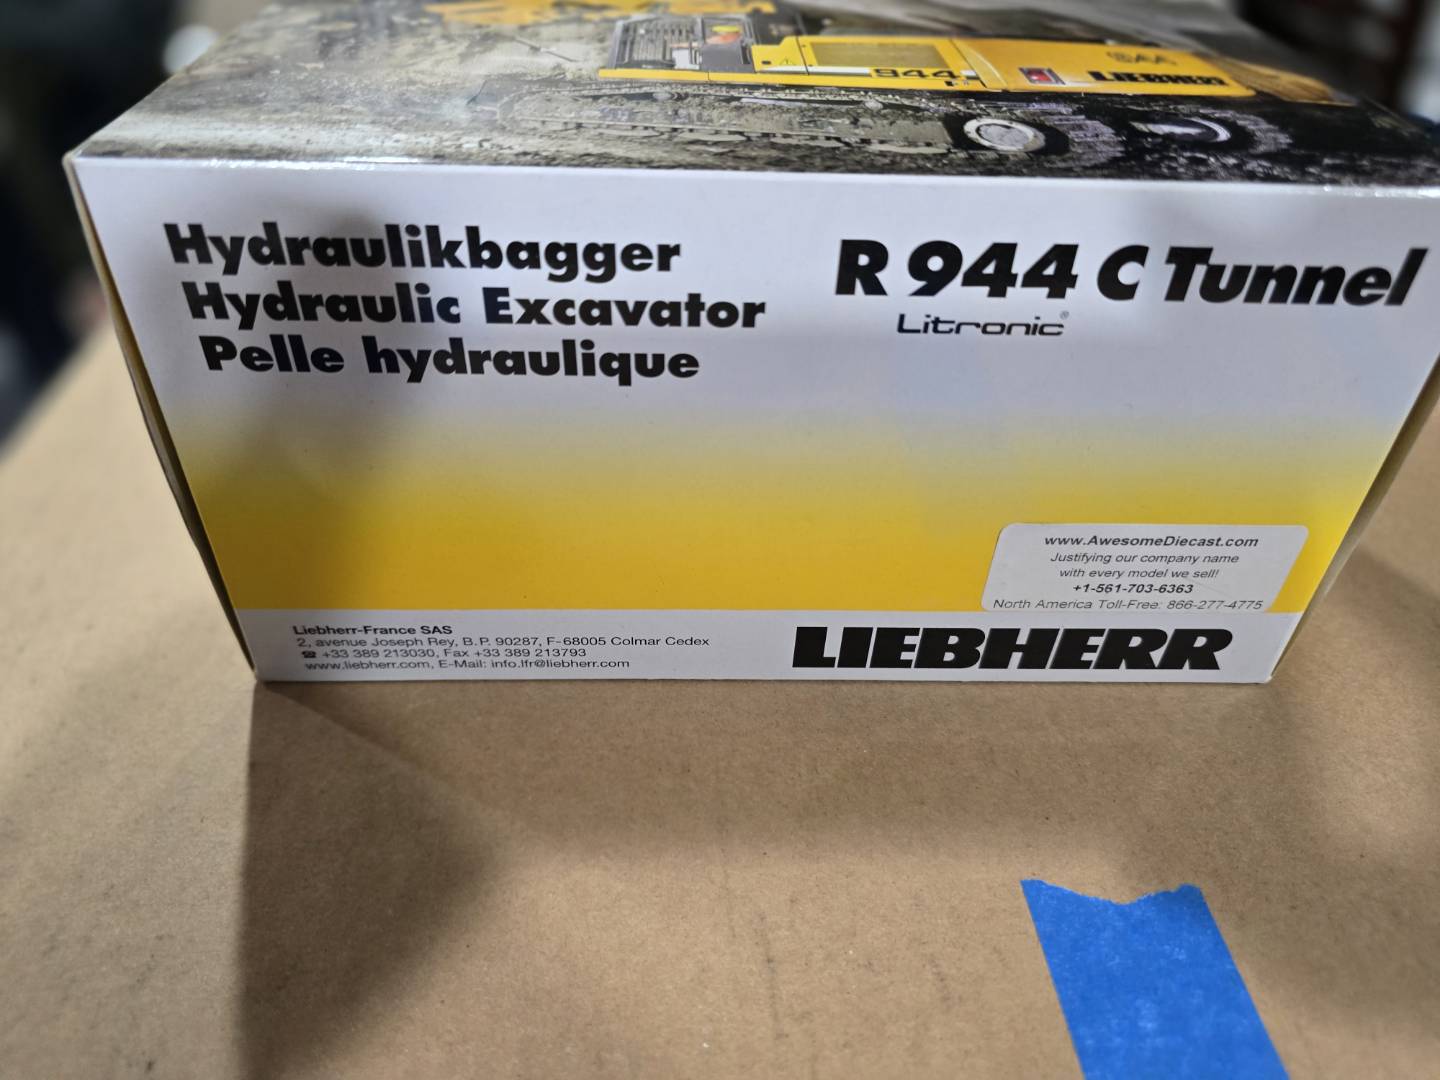 944
944
LIEBHERR
Hydraulikbagger
Hydraulic Excavator
Pelle hydraulique
R 944 C Tunnel
Litronic®
www.AwesomeDiecast.com
Justifying our company name
with every model we sell!
+1-561-703-6363
North America Toll-Free: 866-277-4775
Liebherr-France SAS
2, avenue Joseph Rey, B.P. 90287, F-68005 Colmar Cedex
☎ +33 389 213030, Fax +33 389 213793
www.liebherr.com, E-Mail: info.lfr@liebherr.com
LIEBHERR